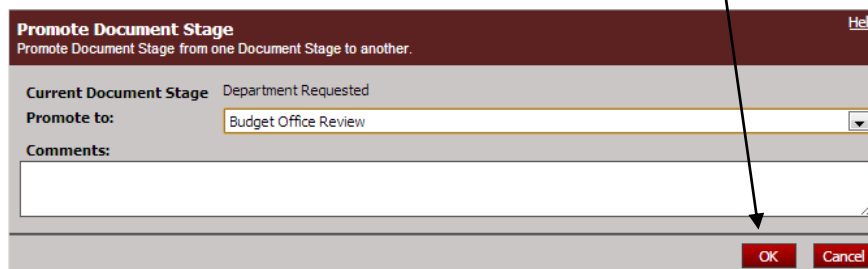 Promote Document Stage
Hel
Promote Document Stage from one Document Stage to another.
Current Document Stage Department Requested
Promote to: Budget Office Review
Comments:
OK Cancel